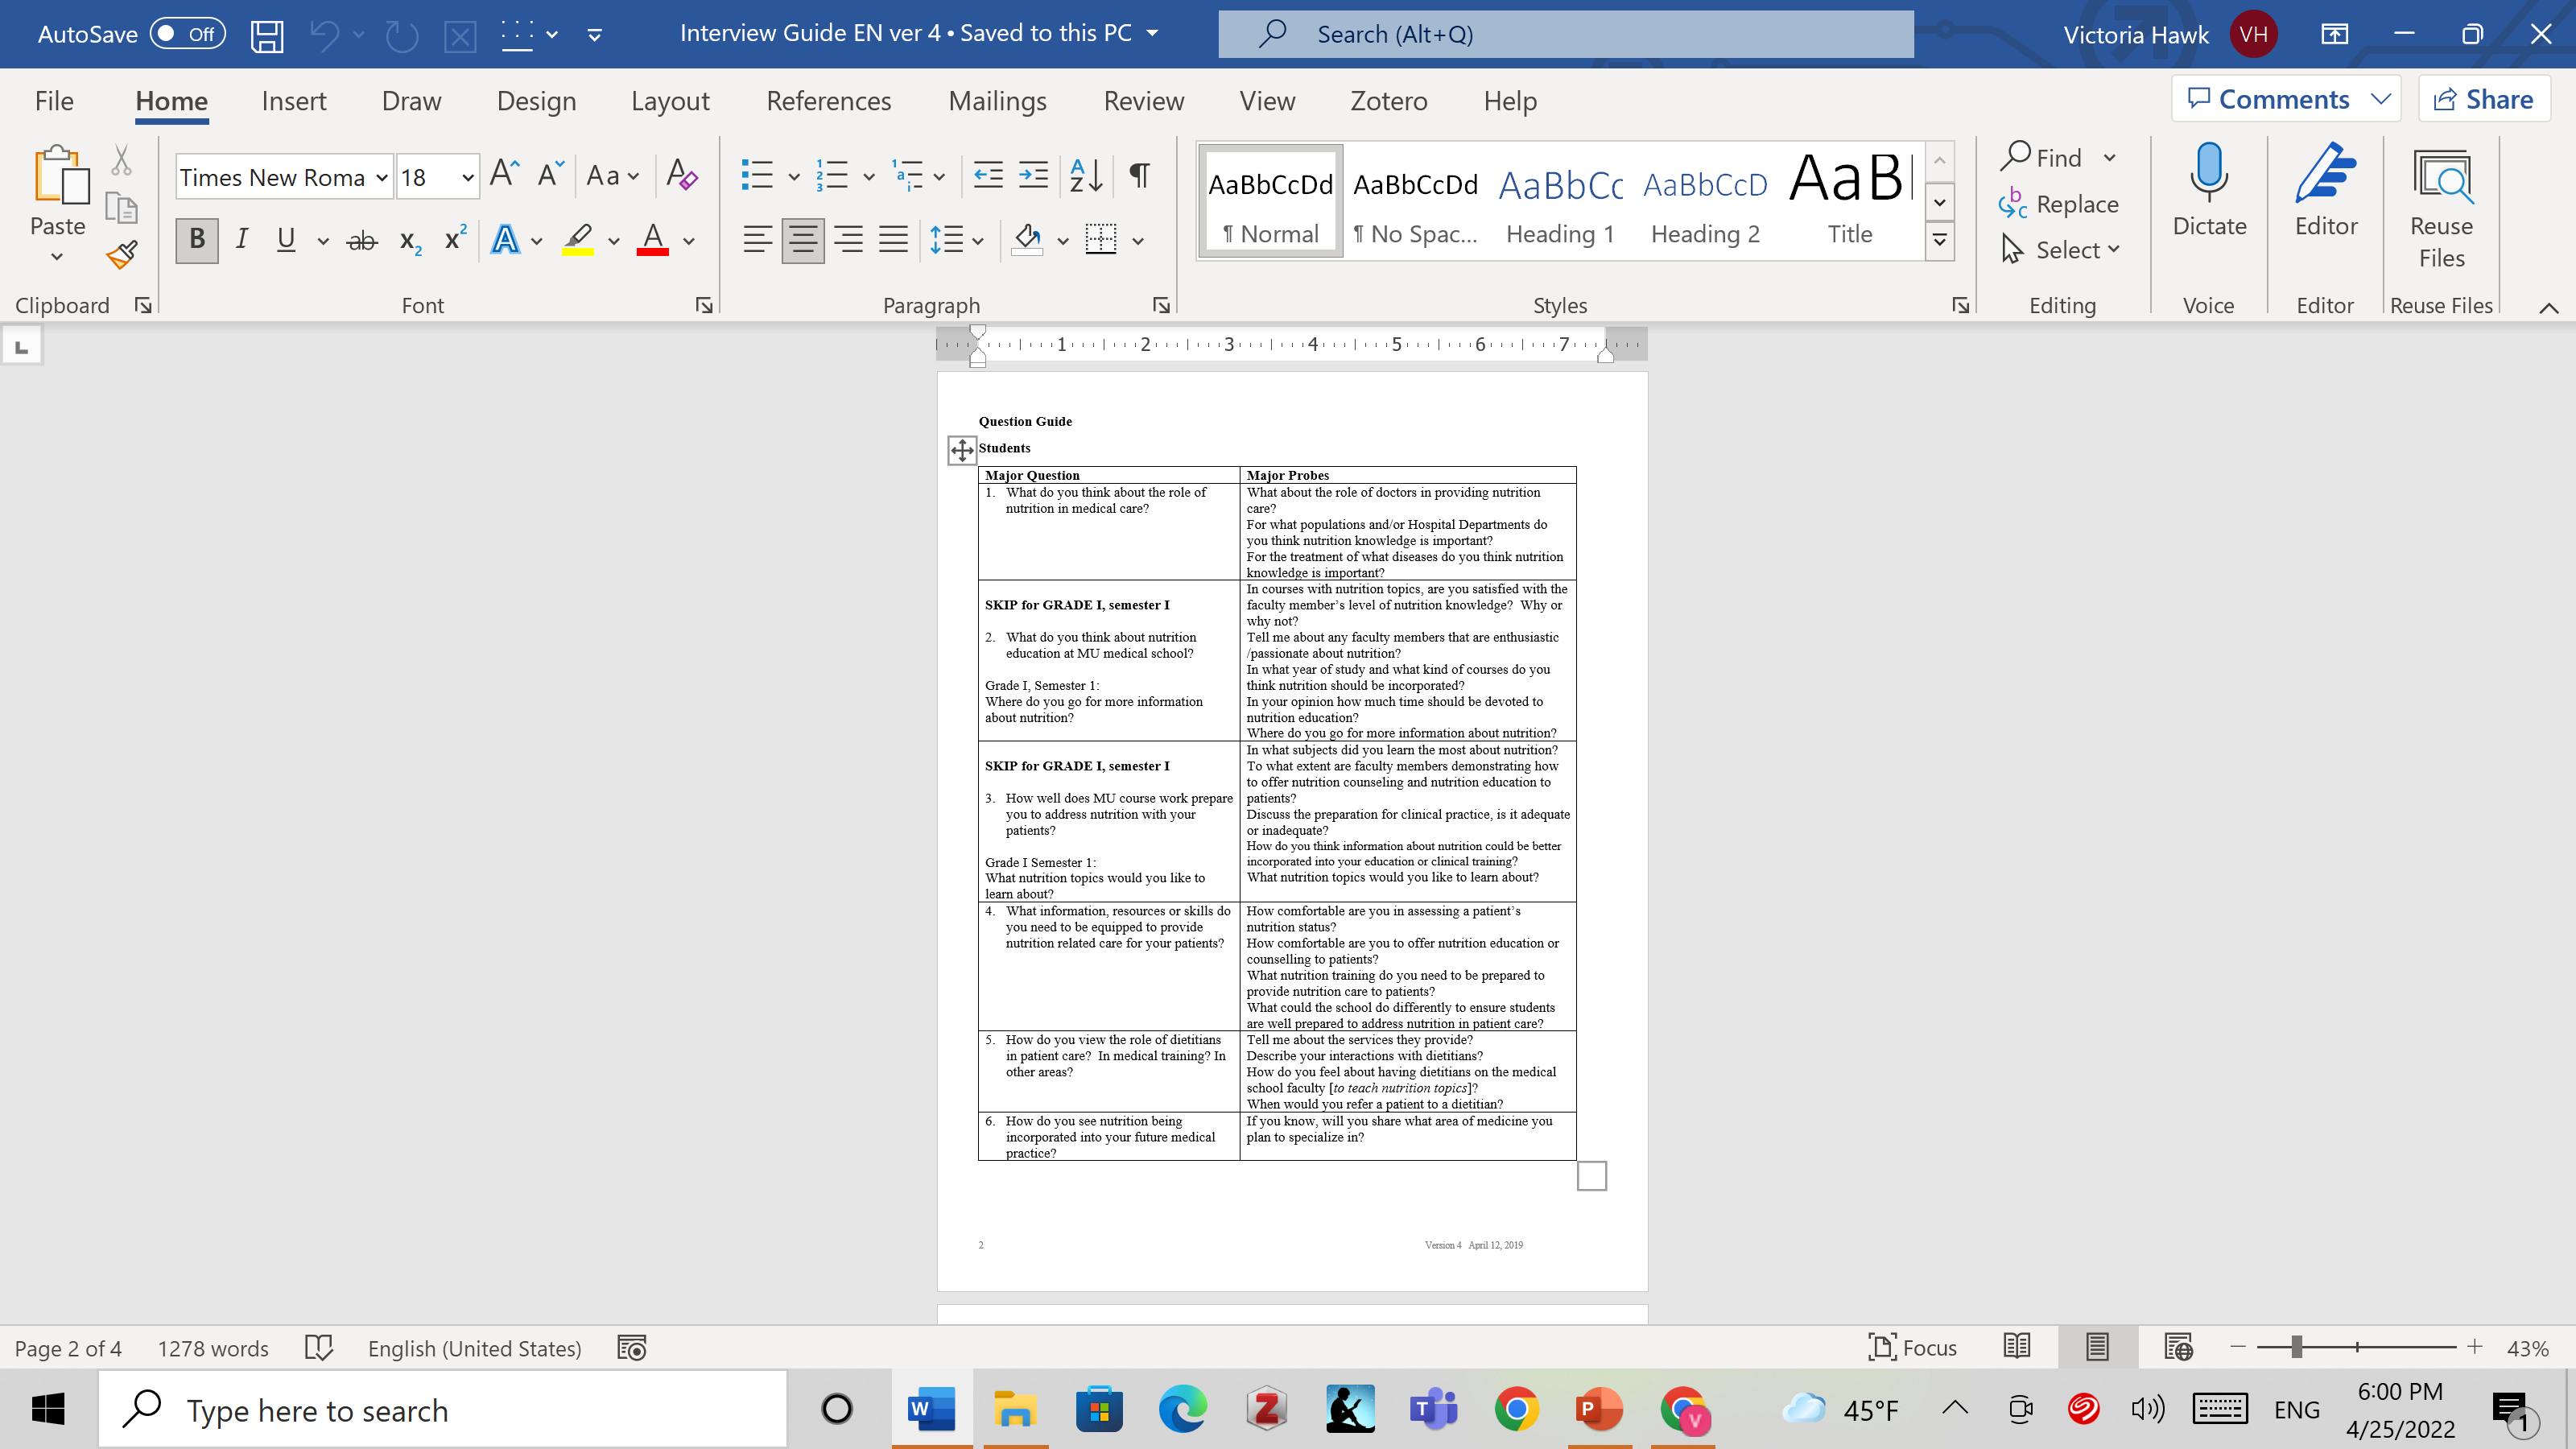 AutoSave Off Interview Guide EN ver 4 • Saved to this PC Search (Alt+Q) Victoria Hawk VH
File Home Insert Draw Design Layout References Mailings Review View Zotero Help Comments Share
Paste
Clipboard
Times New Roma 18
Font
Paragraph
AaBbCcDd AaBbCcDd AaBbCc AaBbCcD AaB
¶ Normal ¶ No Spac... Heading 1 Heading 2 Title
Styles
Find
Replace
Select
Editing
Dictate
Voice
Editor
Editor
Reuse
Files
Reuse Files
1 2 3 4 5 6 7
Question Guide
Students
Major Question
Major Probes
1. What do you think about the role of
nutrition in medical care?
What about the role of doctors in providing nutrition
care?
For what populations and/or Hospital Departments do
you think nutrition knowledge is important?
For the treatment of what diseases do you think nutrition
knowledge is important?
SKIP for GRADE I, semester I
2. What do you think about nutrition
education at MU medical school?
Grade I, Semester 1:
Where do you go for more information
about nutrition?
In courses with nutrition topics, are you satisfied with the
faculty member’s level of nutrition knowledge? Why or
why not?
Tell me about any faculty members that are enthusiastic
/passionate about nutrition?
In what year of study and what kind of courses do you
think nutrition should be incorporated?
In your opinion how much time should be devoted to
nutrition education?
Where do you go for more information about nutrition?
SKIP for GRADE I, semester I
3. How well does MU course work prepare
you to address nutrition with your
patients?
Grade I Semester 1:
What nutrition topics would you like to
learn about?
In what subjects did you learn the most about nutrition?
To what extent are faculty members demonstrating how
to offer nutrition counseling and nutrition education to
patients?
Discuss the preparation for clinical practice, is it adequate
or inadequate?
How do you think information about nutrition could be better
incorporated into your education or clinical training?
What nutrition topics would you like to learn about?
4. What information, resources or skills do
you need to be equipped to provide
nutrition related care for your patients?
How comfortable are you in assessing a patient’s
nutrition status?
How comfortable are you to offer nutrition education or
counselling to patients?
What nutrition training do you need to be prepared to
provide nutrition care to patients?
What could the school do differently to ensure students
are well prepared to address nutrition in patient care?
5. How do you view the role of dietitians
in patient care? In medical training? In
other areas?
Tell me about the services they provide?
Describe your interactions with dietitians?
How do you feel about having dietitians on the medical
school faculty [to teach nutrition topics]?
When would you refer a patient to a dietitian?
6. How do you see nutrition being
incorporated into your future medical
practice?
If you know, will you share what area of medicine you
plan to specialize in?
2 Version 4 April 12, 2019
Page 2 of 4 1278 words English (United States) Focus 43%
Type here to search 45°F ENG 6:00 PM
4/25/2022 1